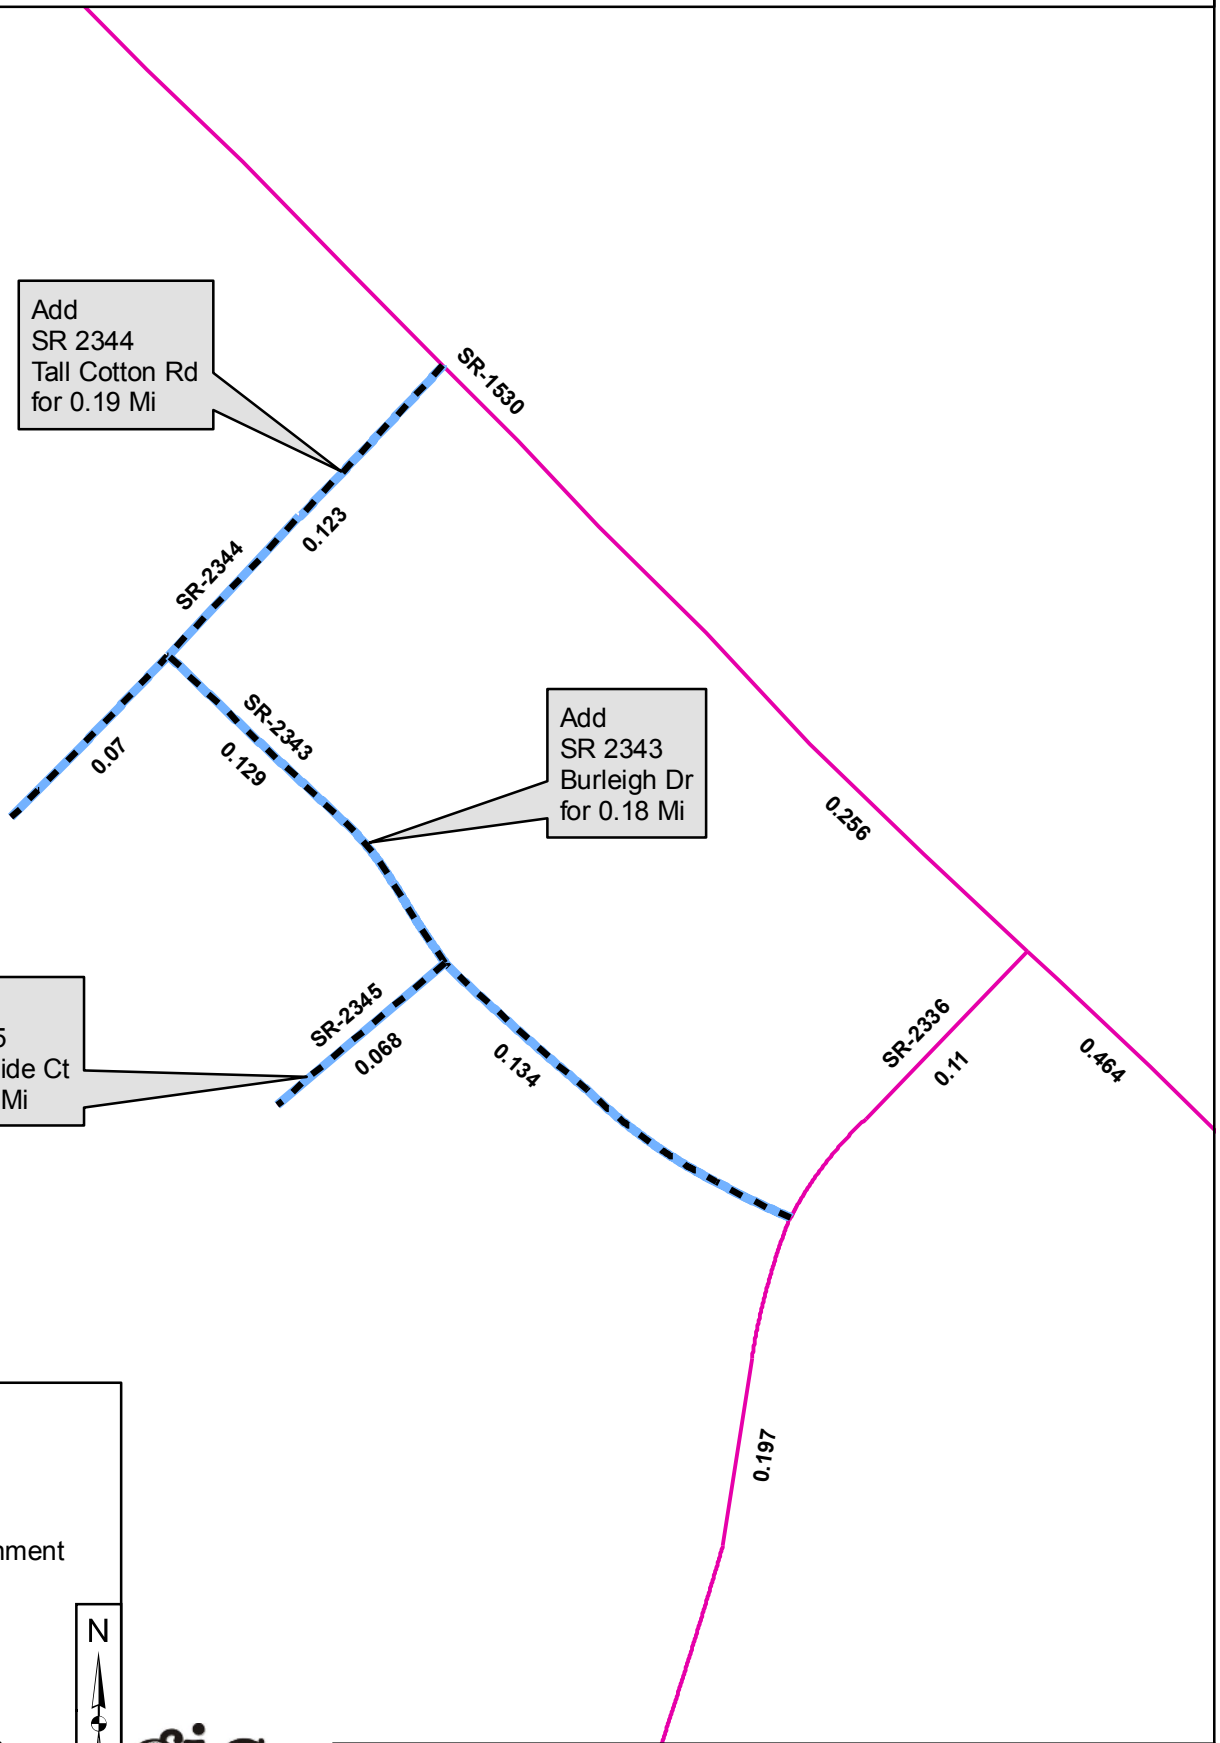 Add
SR 2344
Tall Cotton Rd
for 0.19 Mi
SR-1530
0.123
SR-2344
0.07
SR-2343
0.129
Add
SR 2343
Burleigh Dr
for 0.18 Mi
0.256
5
ide Ct
Mi
SR-2345
0.068
0.134
SR-2336
0.11
0.464
0.197
nment
N